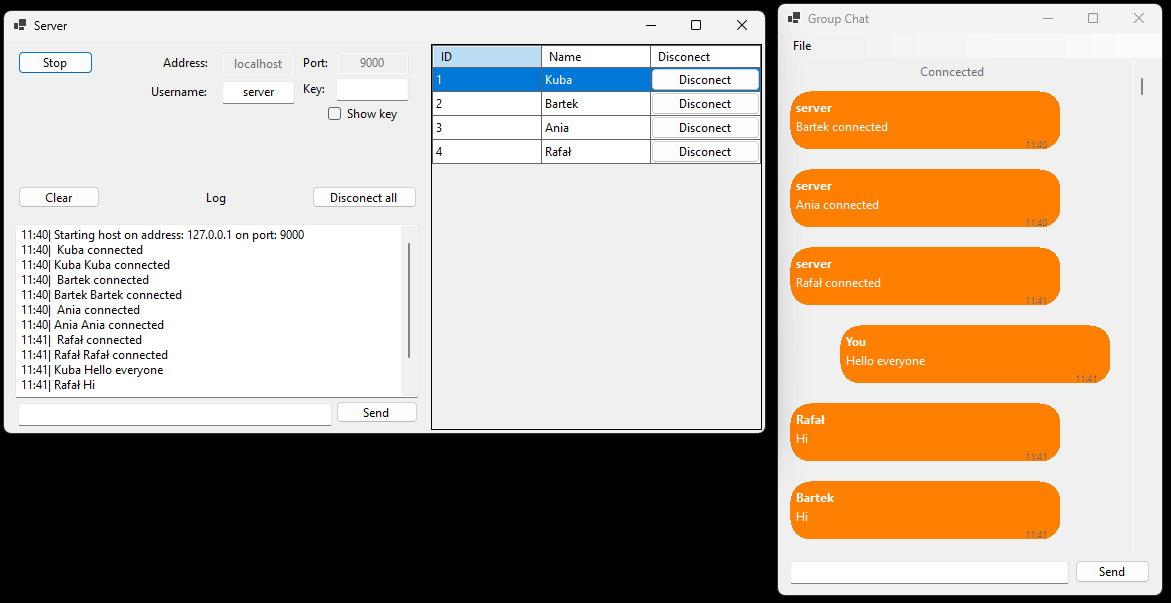 Server
Stop
Address: localhost Port: 9000
Username: server Key:
Show key
Clear Log Disconect all
11:40| Starting host on address: 127.0.0.1 on port: 9000
11:40|  Kuba connected
11:40| Kuba Kuba connected
11:40|  Bartek connected
11:40| Bartek Bartek connected
11:40|  Ania connected
11:40| Ania Ania connected
11:41|  Rafał connected
11:41| Rafał Rafał connected
11:41| Kuba Hello everyone
11:41| Rafał Hi
Send
ID Name Disconect
1 Kuba Disconect
2 Bartek Disconect
3 Ania Disconect
4 Rafał Disconect
Group Chat
File
Conncected
server
Bartek connected
11:40
server
Ania connected
11:40
server
Rafał connected
11:41
You
Hello everyone
11:41
Rafał
Hi
11:41
Bartek
Hi
11:41
Send